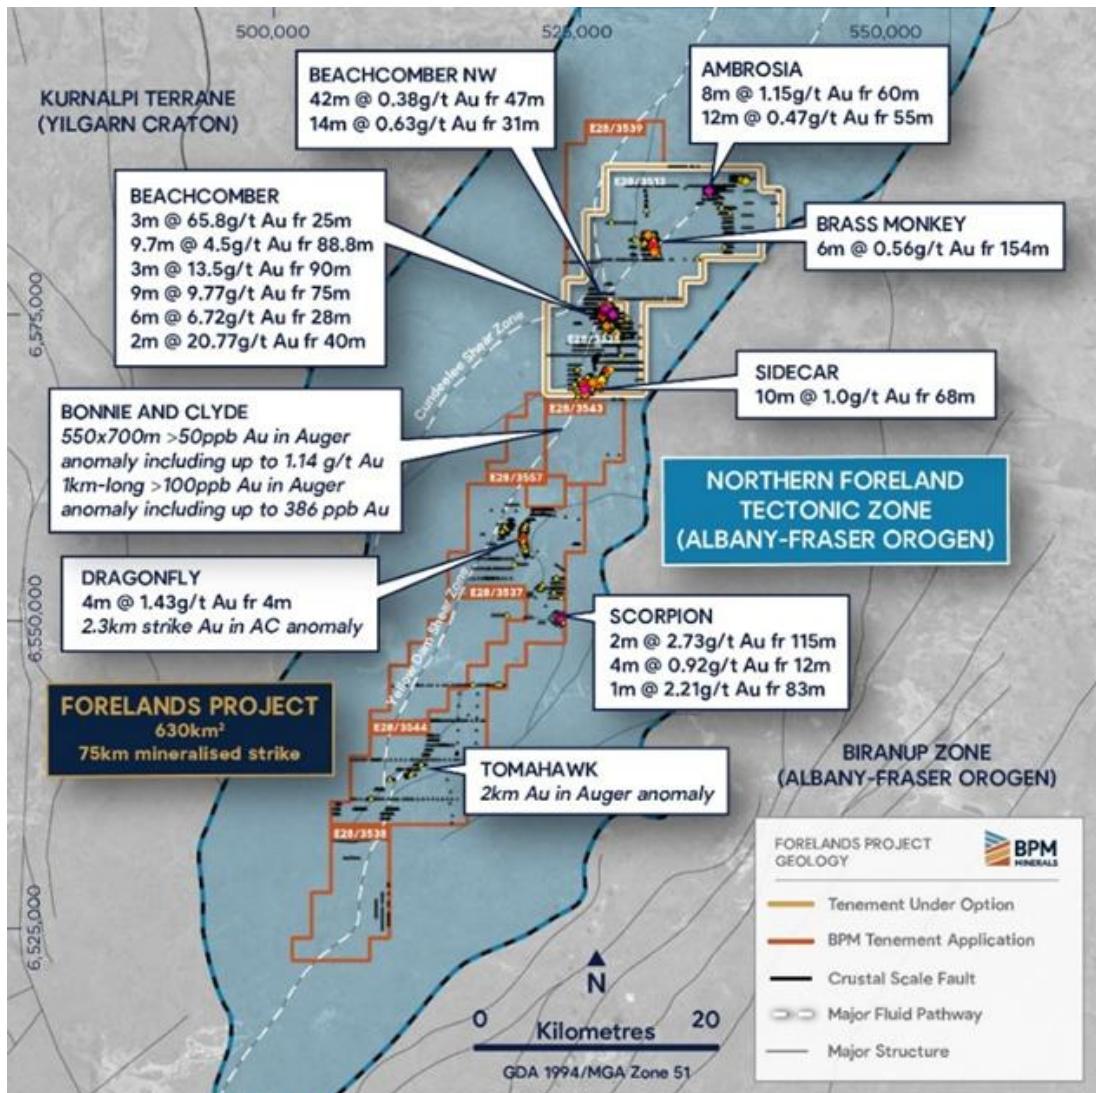 500,000
525,000
550,000
KURNALPI TERRANE
(YILGARN CRATON)
BEACHCOMBER NW
42m @ 0.38g/t Au fr 47m
14m @ 0.63g/t Au fr 31m
AMBROSIA
8m @ 1.15g/t Au fr 60m
12m @ 0.47g/t Au fr 55m
E28/3539
E28/3513
BEACHCOMBER
3m @ 65.8g/t Au fr 25m
9.7m @ 4.5g/t Au fr 88.8m
3m @ 13.5g/t Au fr 90m
9m @ 9.77g/t Au fr 75m
6m @ 6.72g/t Au fr 28m
2m @ 20.77g/t Au fr 40m
BRASS MONKEY
6m @ 0.56g/t Au fr 154m
6,575,000
Cundeelee Shear Zone
SIDECAR
10m @ 1.0g/t Au fr 68m
E28/3543
BONNIE AND CLYDE
550x700m >50ppb Au in Auger
anomaly including up to 1.14 g/t Au
1km-long >100ppb Au in Auger
anomaly including up to 386 ppb Au
E28/3557
NORTHERN FORELAND
TECTONIC ZONE
(ALBANY-FRASER OROGEN)
DRAGONFLY
4m @ 1.43g/t Au fr 4m
2.3km strike Au in AC anomaly
E28/3537
6,550,000
Yellow Dam Shear Zone
SCORPION
2m @ 2.73g/t Au fr 115m
4m @ 0.92g/t Au fr 12m
1m @ 2.21g/t Au fr 83m
FORELANDS PROJECT
630km²
75km mineralised strike
E28/3544
BIRANUP ZONE
(ALBANY-FRASER OROGEN)
TOMAHAWK
2km Au in Auger anomaly
E28/3538
6,525,000
N
0
Kilometres
20
GDA 1994/MGA Zone 51
FORELANDS PROJECT
GEOLOGY
BPM
MINERALS
Tenement Under Option
BPM Tenement Application
Crustal Scale Fault
Major Fluid Pathway
Major Structure